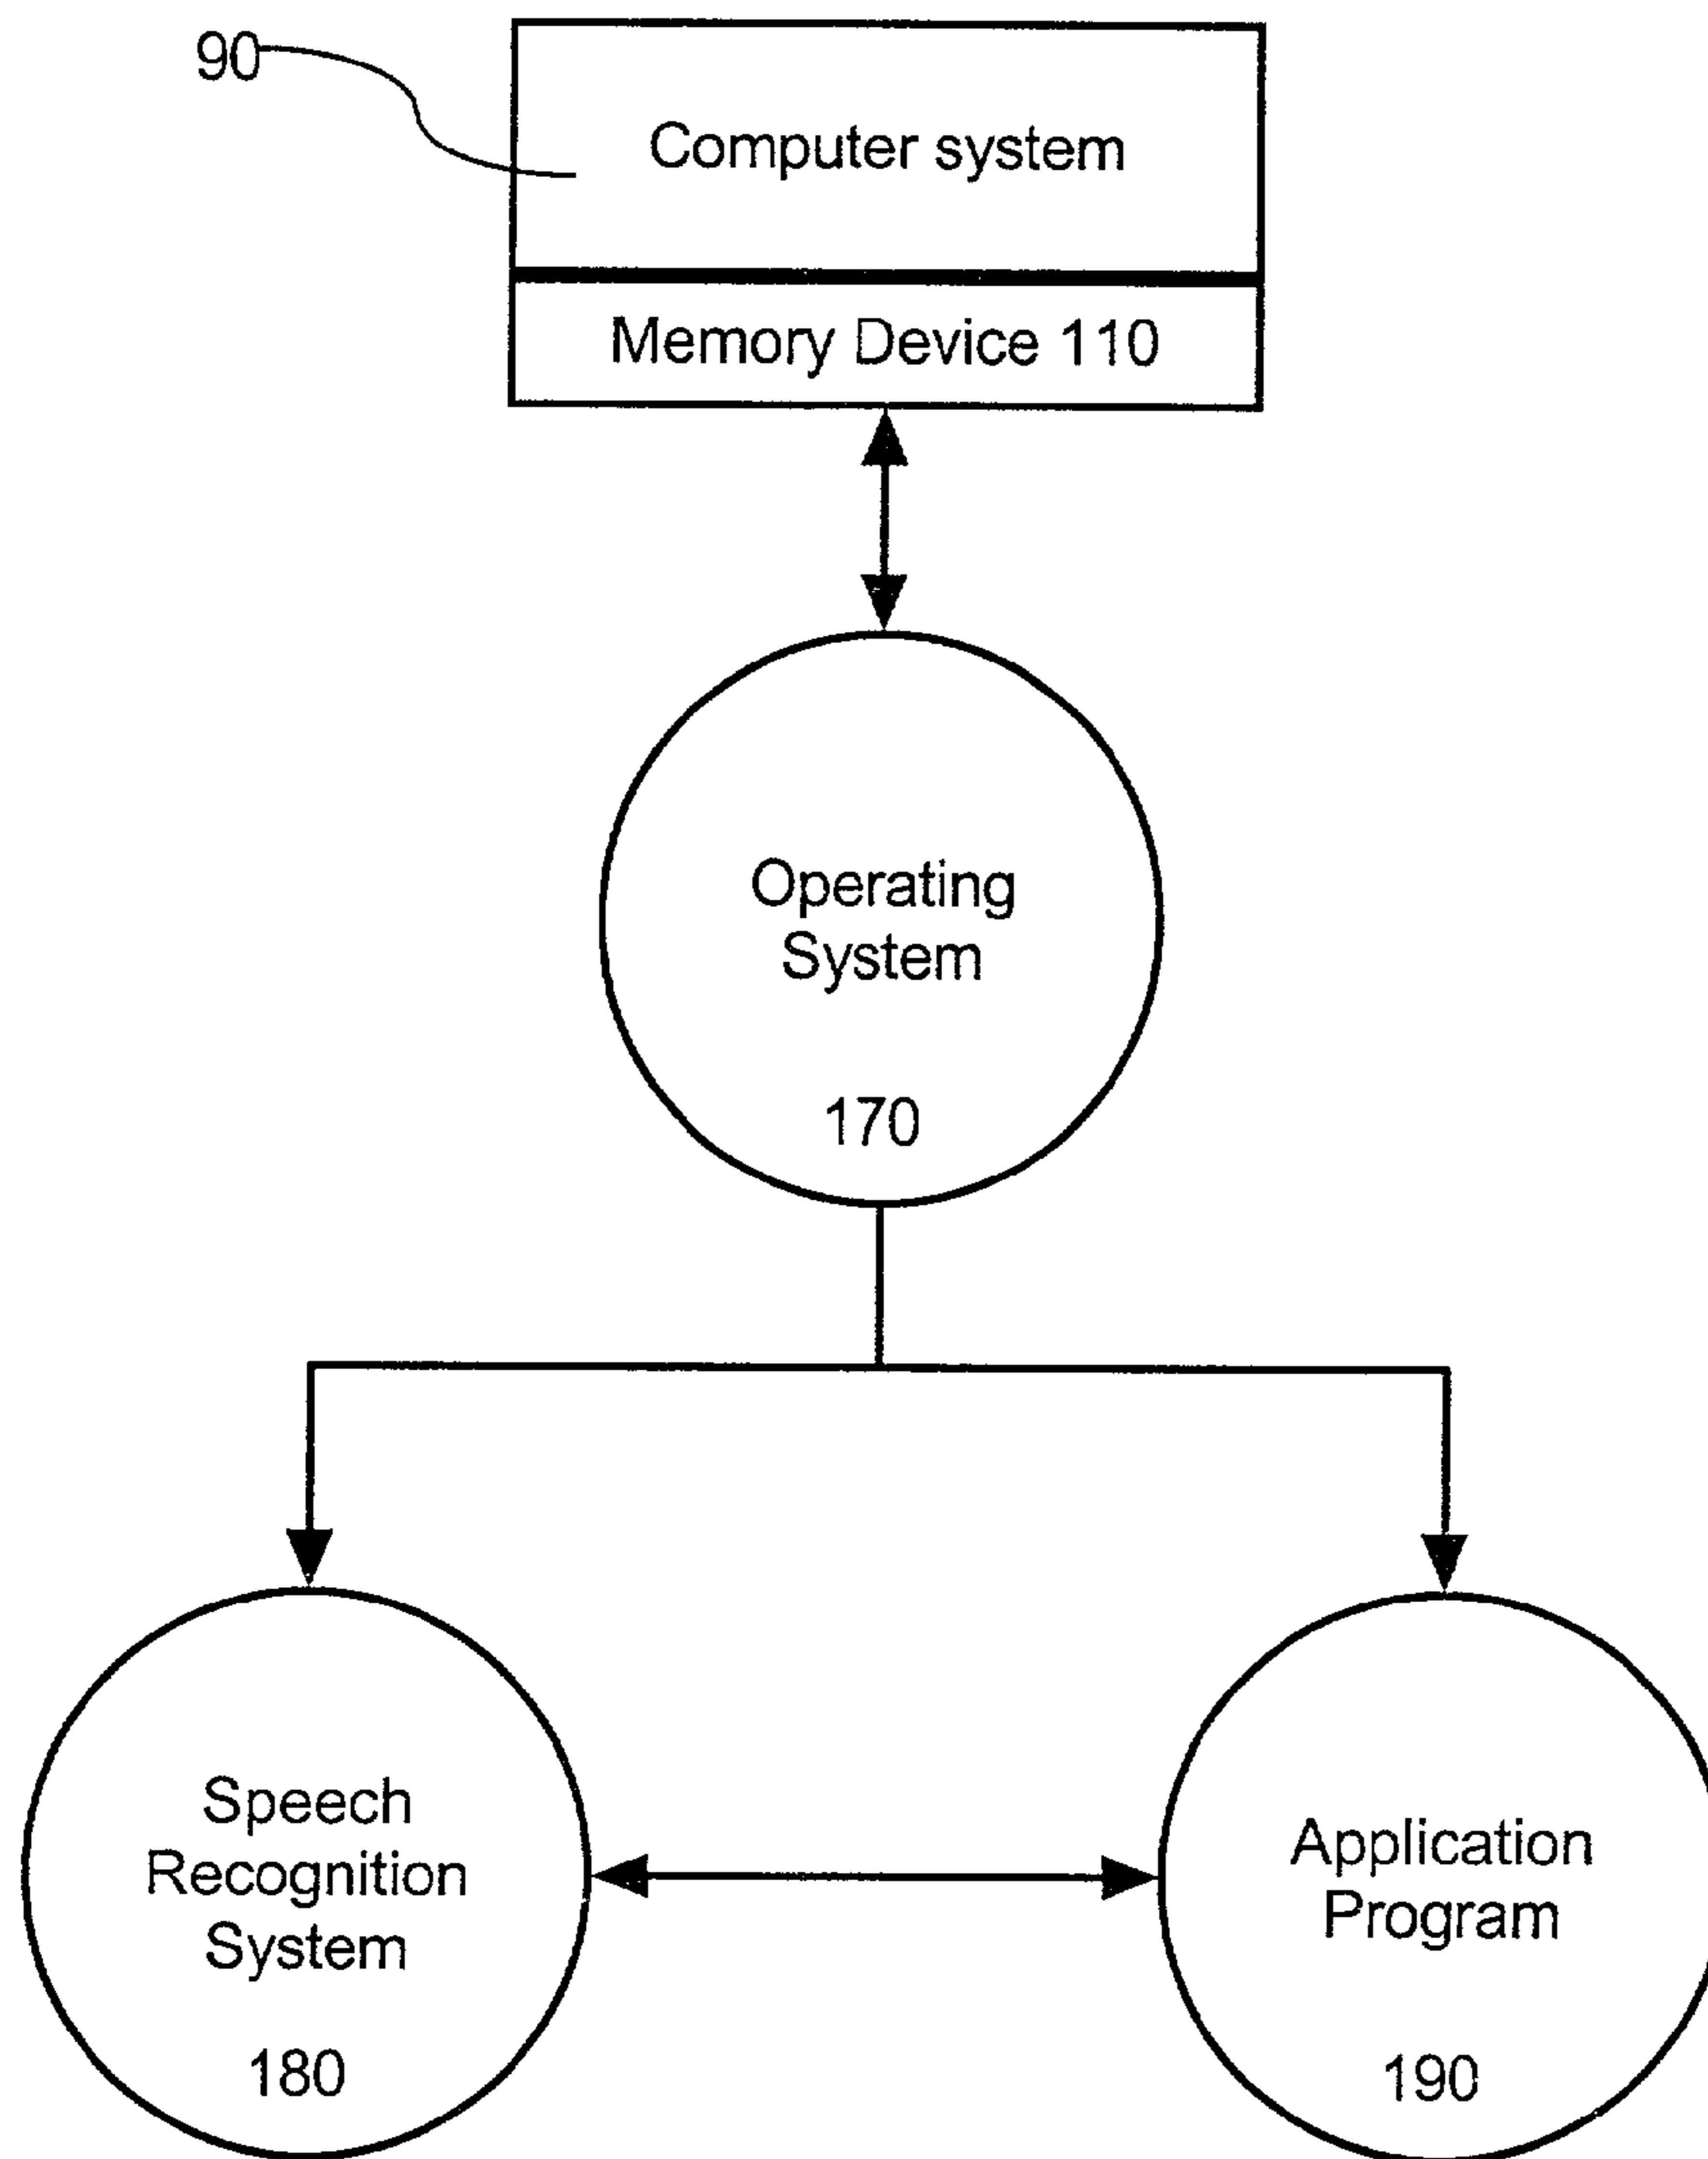 90
Computer system
Memory Device 110
Operating
System
170
Speech
Recognition
System
180
Application
Program
190